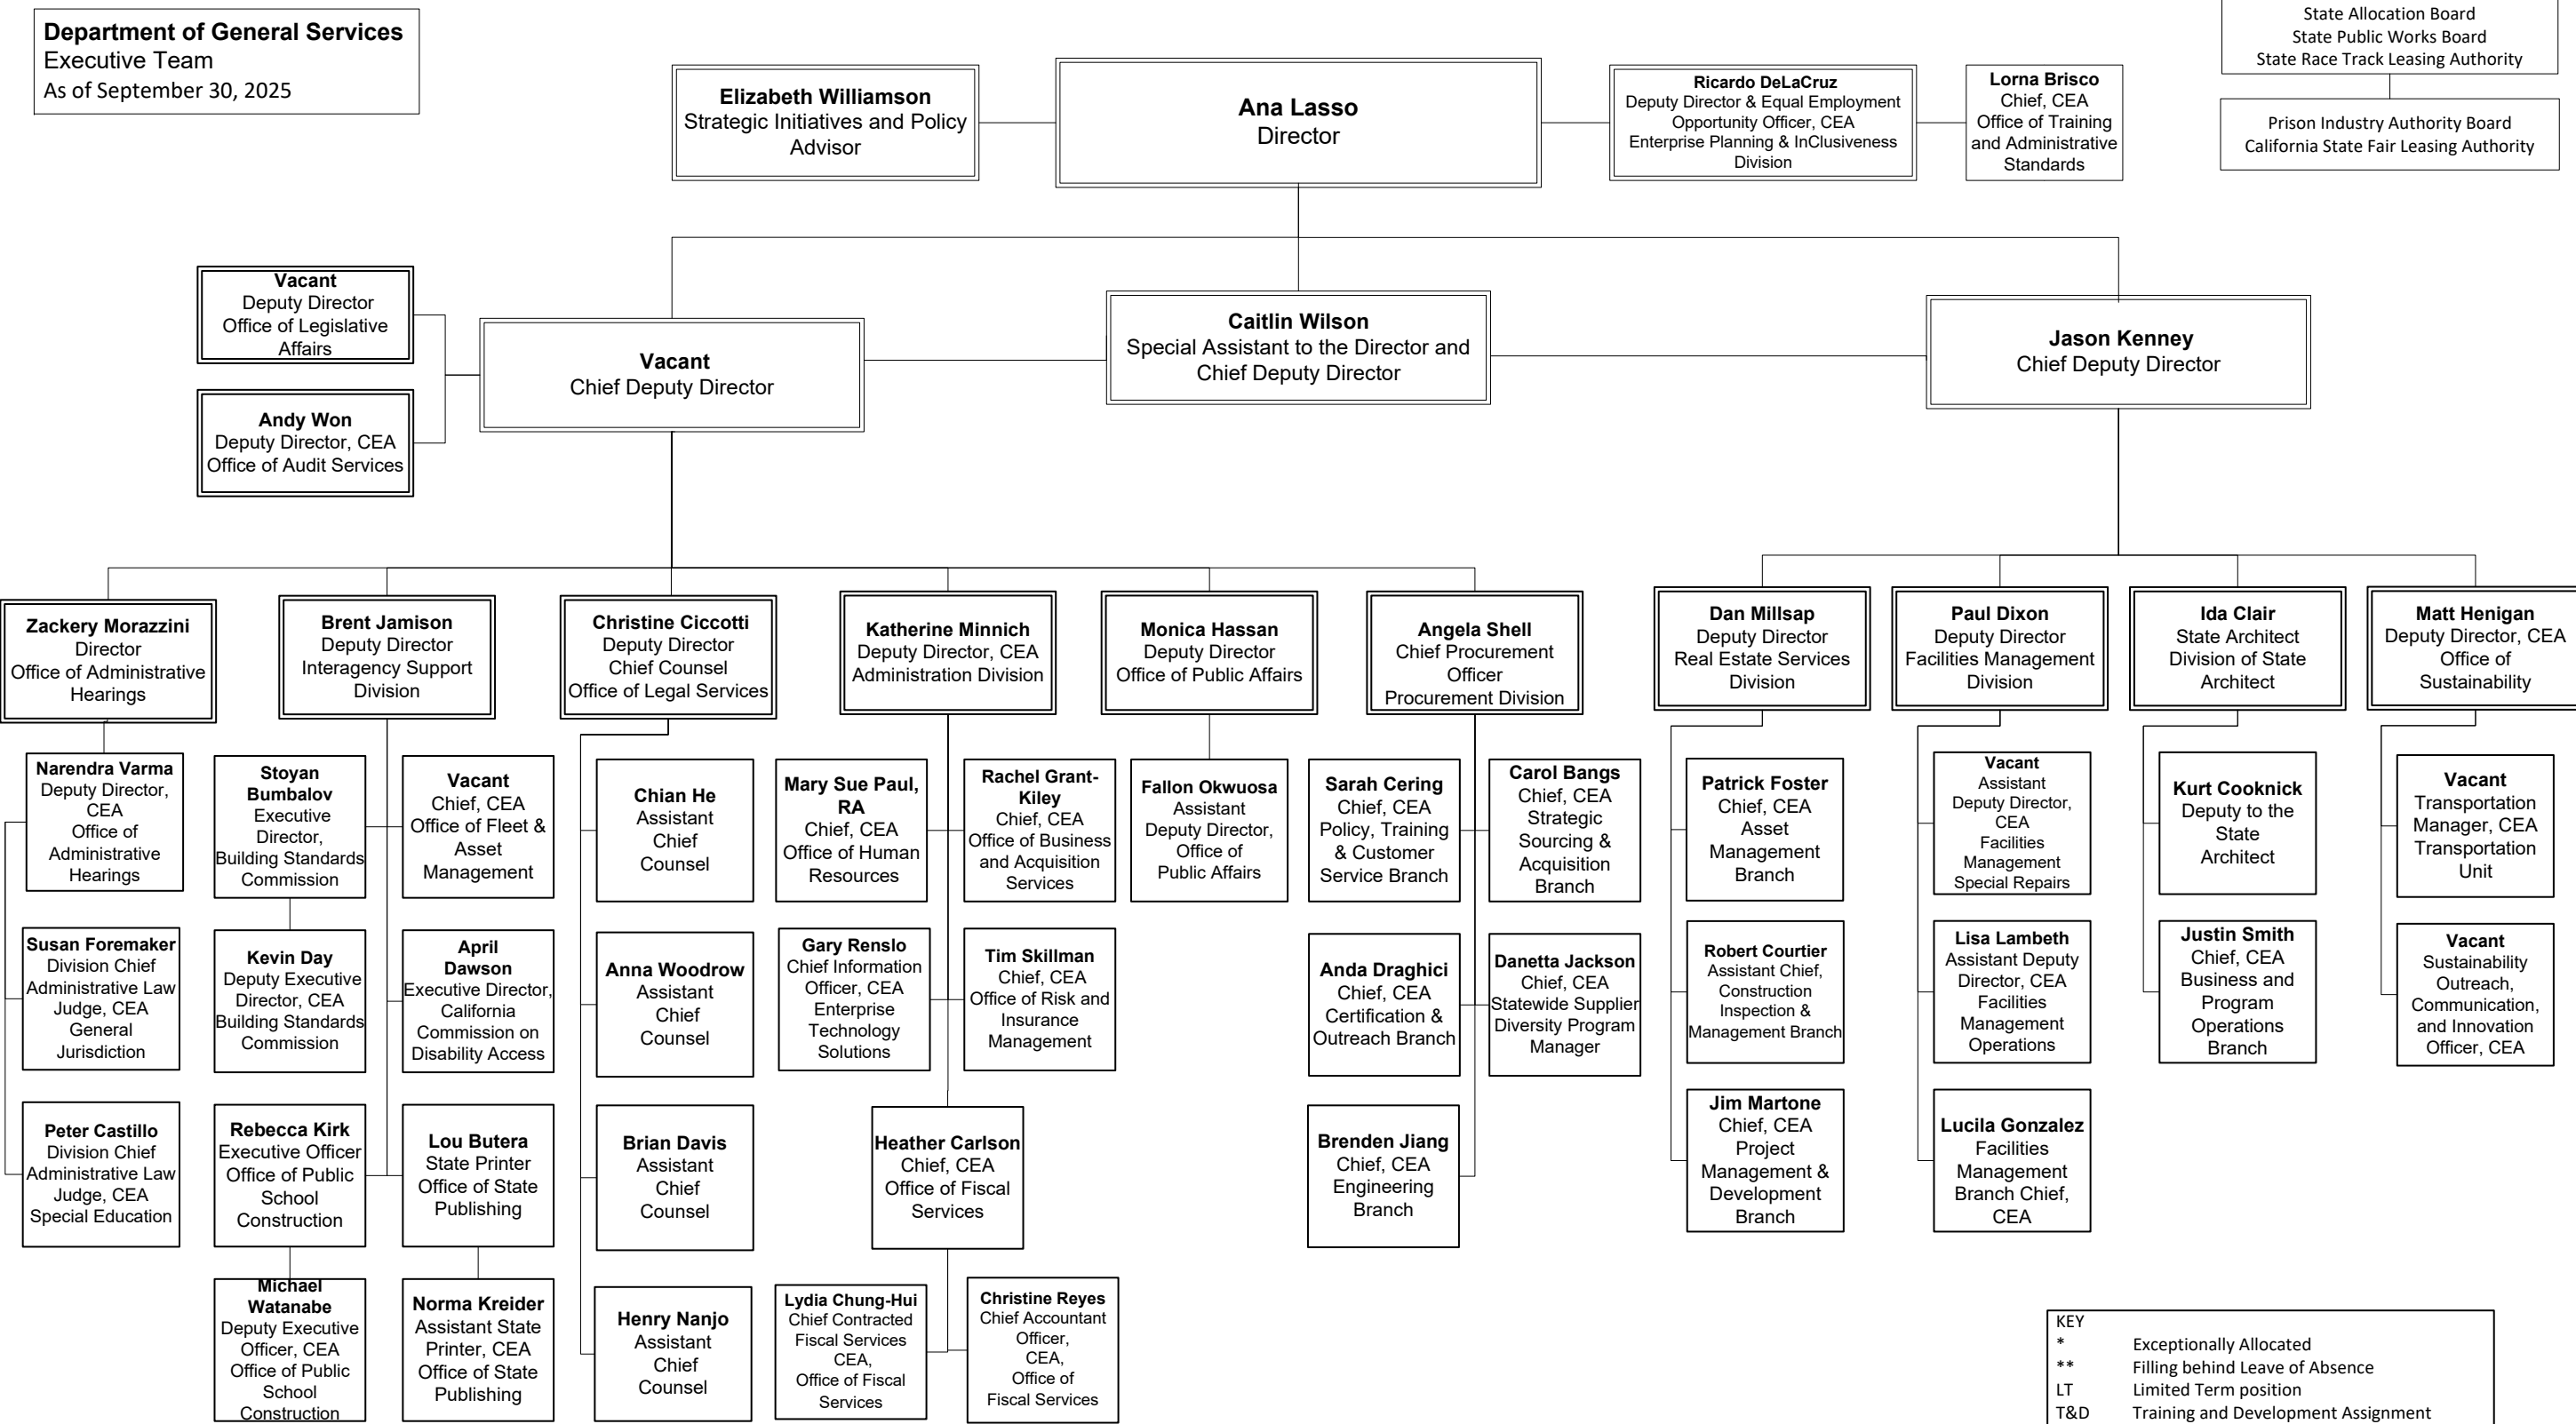 Department of General Services
Executive Team
As of September 30, 2025
State Allocation Board
State Public Works Board
State Race Track Leasing Authority
Prison Industry Authority Board
California State Fair Leasing Authority
Elizabeth Williamson
Strategic Initiatives and Policy
Advisor
Ana Lasso
Director
Ricardo DeLaCruz
Deputy Director & Equal Employment
Opportunity Officer, CEA
Enterprise Planning & InClusiveness
Division
Lorna Brisco
Chief, CEA
Office of Training
and Administrative
Standards
Vacant
Deputy Director
Office of Legislative
Affairs
Andy Won
Deputy Director, CEA
Office of Audit Services
Vacant
Chief Deputy Director
Caitlin Wilson
Special Assistant to the Director and
Chief Deputy Director
Jason Kenney
Chief Deputy Director
Zackery Morazzini
Director
Office of Administrative
Hearings
Brent Jamison
Deputy Director
Interagency Support
Division
Christine Ciccotti
Deputy Director
Chief Counsel
Office of Legal Services
Katherine Minnich
Deputy Director, CEA
Administration Division
Monica Hassan
Deputy Director
Office of Public Affairs
Angela Shell
Chief Procurement
Officer
Procurement Division
Dan Millsap
Deputy Director
Real Estate Services
Division
Paul Dixon
Deputy Director
Facilities Management
Division
Ida Clair
State Architect
Division of State
Architect
Matt Henigan
Deputy Director, CEA
Office of
Sustainability
Narendra Varma
Deputy Director,
CEA
Office of
Administrative
Hearings
Stoyan
Bumbalov
Executive
Director,
Building Standards
Commission
Vacant
Chief, CEA
Office of Fleet &
Asset
Management
Chian He
Assistant
Chief
Counsel
Mary Sue Paul,
RA
Chief, CEA
Office of Human
Resources
Rachel Grant-
Kiley
Chief, CEA
Office of Business
and Acquisition
Services
Fallon Okwuosa
Assistant
Deputy Director,
Office of
Public Affairs
Sarah Cering
Chief, CEA
Policy, Training
& Customer
Service Branch
Carol Bangs
Chief, CEA
Strategic
Sourcing &
Acquisition
Branch
Patrick Foster
Chief, CEA
Asset
Management
Branch
Vacant
Assistant
Deputy Director,
CEA
Facilities
Management
Special Repairs
Kurt Cooknick
Deputy to the
State
Architect
Vacant
Transportation
Manager, CEA
Transportation
Unit
Susan Foremaker
Division Chief
Administrative Law
Judge, CEA
General
Jurisdiction
Kevin Day
Deputy Executive
Director, CEA
Building Standards
Commission
April
Dawson
Executive Director,
California
Commission on
Disability Access
Anna Woodrow
Assistant
Chief
Counsel
Gary Renslo
Chief Information
Officer, CEA
Enterprise
Technology
Solutions
Tim Skillman
Chief, CEA
Office of Risk and
Insurance
Management
Anda Draghici
Chief, CEA
Certification &
Outreach Branch
Danetta Jackson
Chief, CEA
Statewide Supplier
Diversity Program
Manager
Robert Courtier
Assistant Chief,
Construction
Inspection &
Management Branch
Lisa Lambeth
Assistant Deputy
Director, CEA
Facilities
Management
Operations
Justin Smith
Chief, CEA
Business and
Program
Operations
Branch
Vacant
Sustainability
Outreach,
Communication,
and Innovation
Officer, CEA
Peter Castillo
Division Chief
Administrative Law
Judge, CEA
Special Education
Rebecca Kirk
Executive Officer
Office of Public
School
Construction
Lou Butera
State Printer
Office of State
Publishing
Brian Davis
Assistant
Chief
Counsel
Heather Carlson
Chief, CEA
Office of Fiscal
Services
Brenden Jiang
Chief, CEA
Engineering
Branch
Jim Martone
Chief, CEA
Project
Management &
Development
Branch
Lucila Gonzalez
Facilities
Management
Branch Chief,
CEA
Michael
Watanabe
Deputy Executive
Officer, CEA
Office of Public
School
Construction
Norma Kreider
Assistant State
Printer, CEA
Office of State
Publishing
Henry Nanjo
Assistant
Chief
Counsel
Lydia Chung-Hui
Chief Contracted
Fiscal Services
CEA,
Office of Fiscal
Services
Christine Reyes
Chief Accountant
Officer,
CEA,
Office of
Fiscal Services
KEY
* Exceptionally Allocated
** Filling behind Leave of Absence
LT Limited Term position
T&D Training and Development Assignment